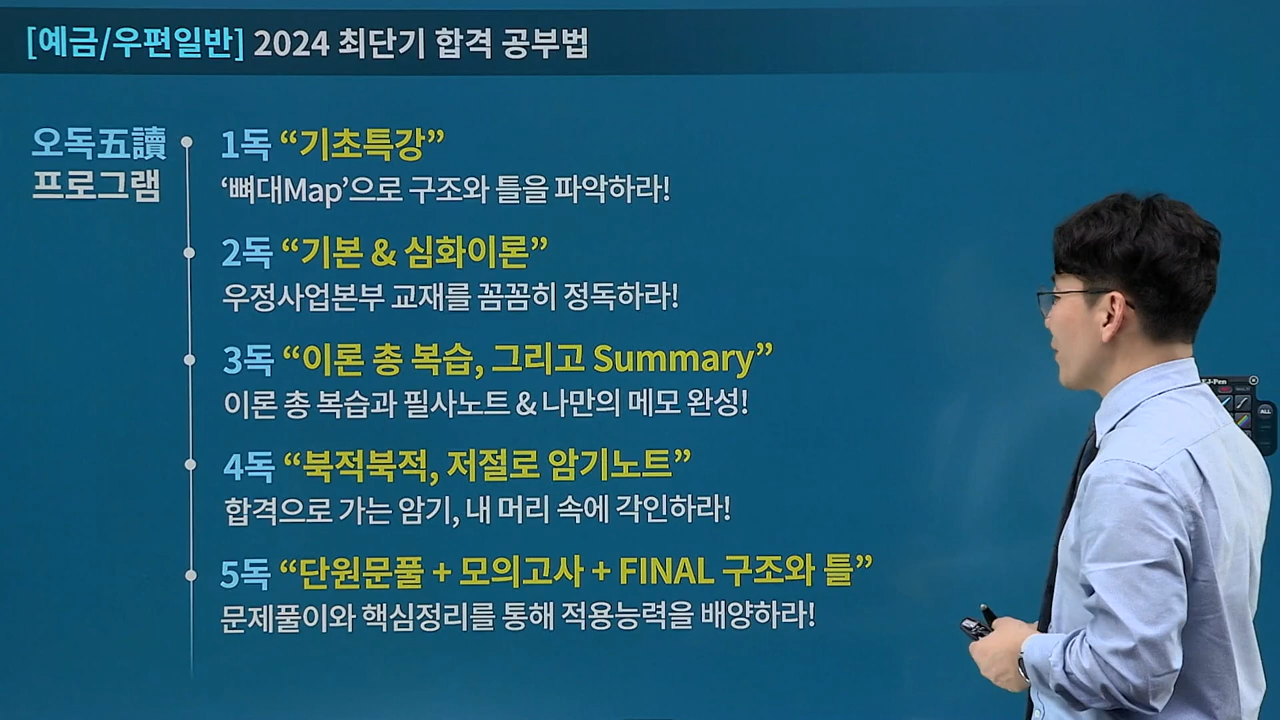 [예금/우편일반] 2024 최단기 합격 공부법
오독五讀
프로그램
1독 “기초특강”
‘뼈대Map’으로 구조와 틀을 파악하라!
2독 “기본 & 심화이론”
우정사업본부 교재를 꼼꼼히 정독하라!
3독 “이론 총 복습, 그리고 Summary”
이론 총 복습과 필사노트 & 나만의 메모 완성!
4독 “북적북적, 저절로 암기노트”
합격으로 가는 암기, 내 머리 속에 각인하라!
5독 “단원문풀 + 모의고사 + FINAL 구조와 틀”
문제풀이와 핵심정리를 통해 적용능력을 배양하라!
ALL